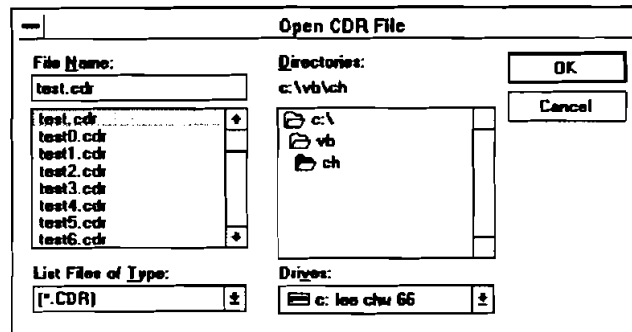 Open CDR File
File Name:
test.cdr
test.cdr
test0.cdr
test1.cdr
test2.cdr
test3.cdr
test4.cdr
test5.cdr
test6.cdr
List Files of Type:
(*.CDR)
Directories:
c:\vb\ch
c:\
vb
ch
Drives:
c: lee chu 66
OK
Cancel